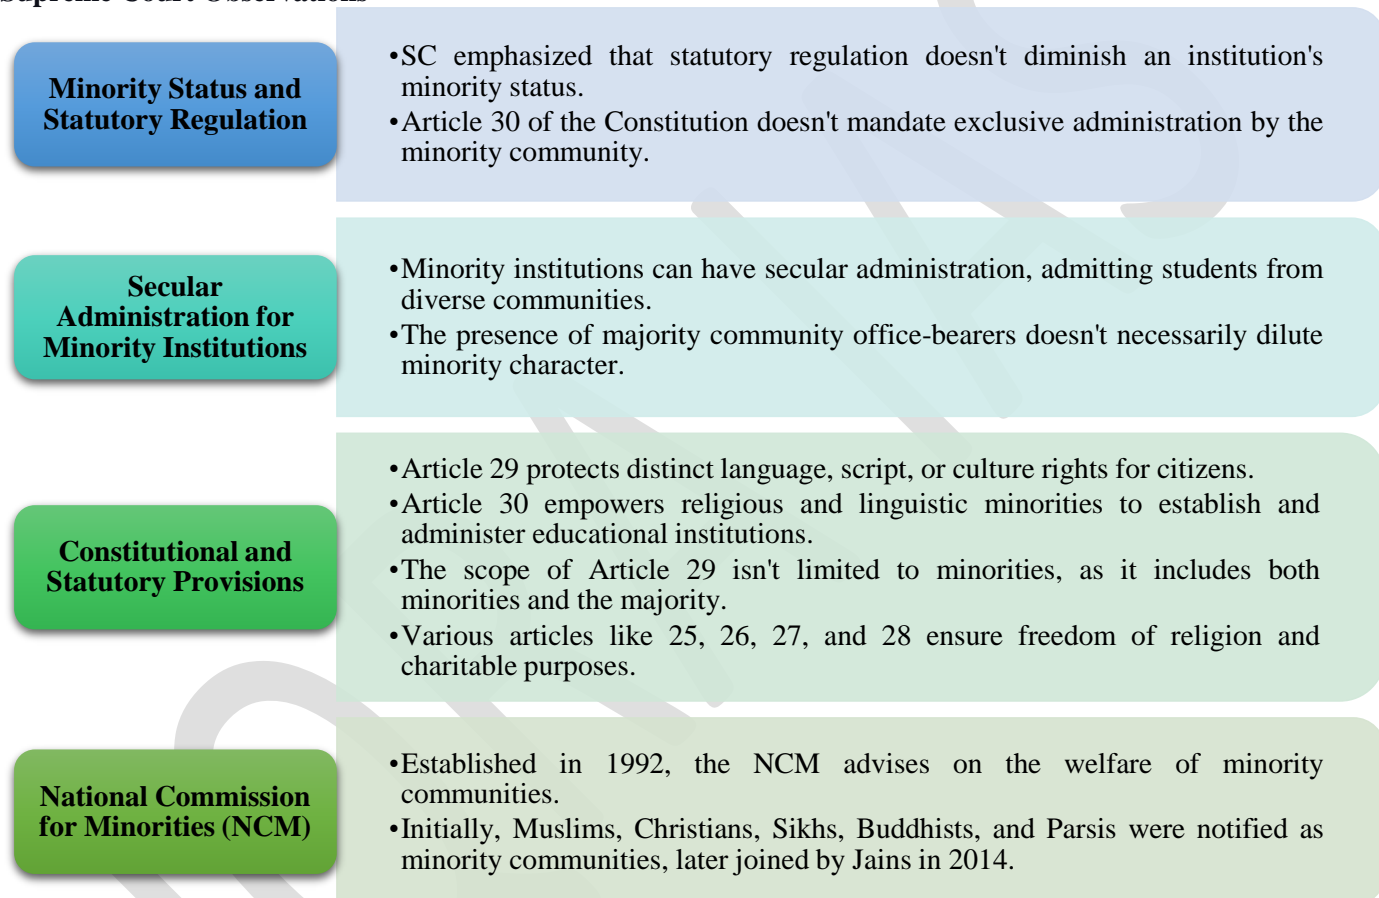 Supreme Court Observations
Minority Status and
Statutory Regulation
•SC emphasized that statutory regulation doesn't diminish an institution's
minority status.
•Article 30 of the Constitution doesn't mandate exclusive administration by the
minority community.
Secular
Administration for
Minority Institutions
•Minority institutions can have secular administration, admitting students from
diverse communities.
•The presence of majority community office-bearers doesn't necessarily dilute
minority character.
Constitutional and
Statutory Provisions
•Article 29 protects distinct language, script, or culture rights for citizens.
•Article 30 empowers religious and linguistic minorities to establish and
administer educational institutions.
•The scope of Article 29 isn't limited to minorities, as it includes both
minorities and the majority.
•Various articles like 25, 26, 27, and 28 ensure freedom of religion and
charitable purposes.
National Commission
for Minorities (NCM)
•Established in 1992, the NCM advises on the welfare of minority
communities.
•Initially, Muslims, Christians, Sikhs, Buddhists, and Parsis were notified as
minority communities, later joined by Jains in 2014.